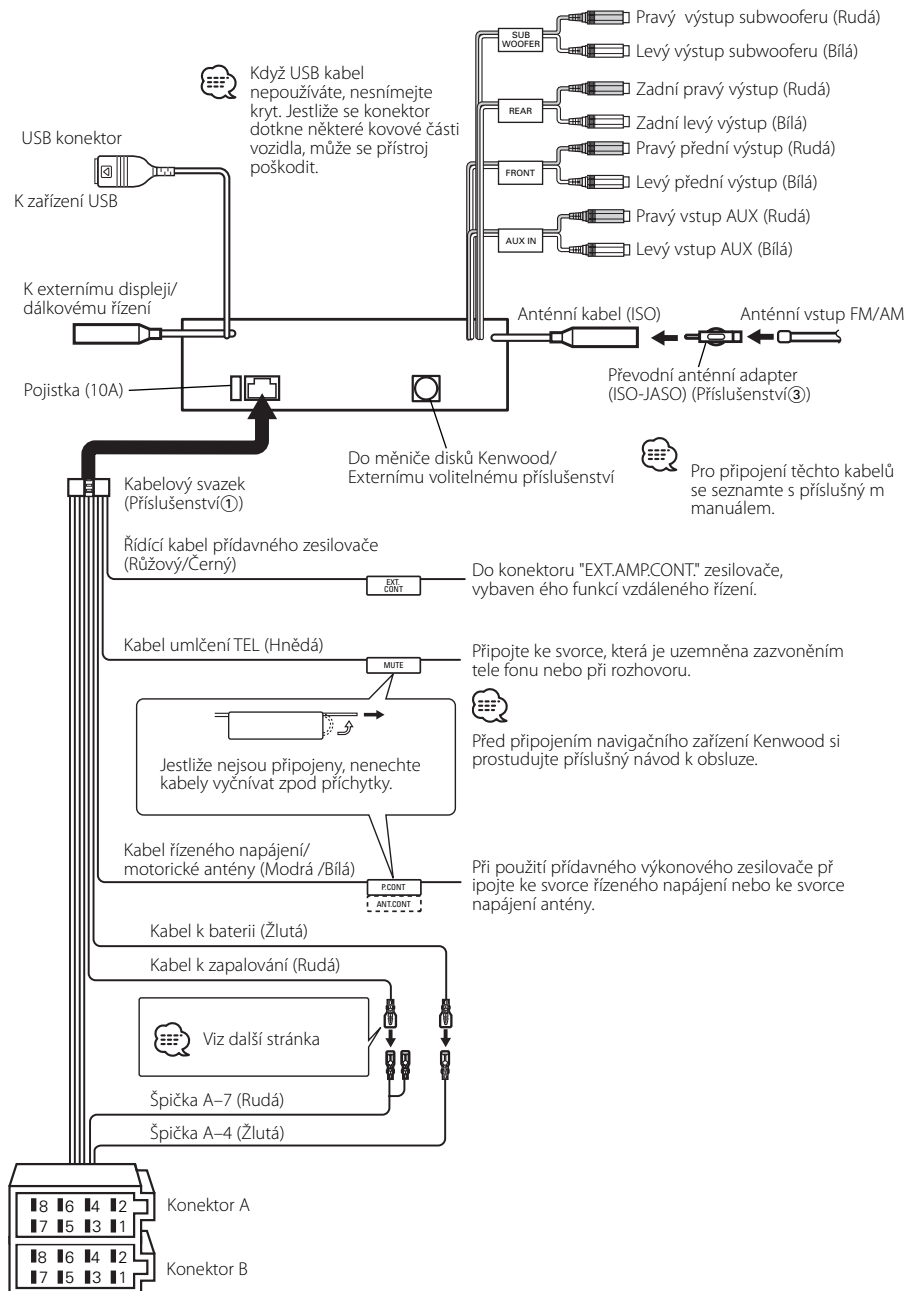 SUB
WOOFER
Pravý výstup subwooferu (Rudá)
Levý výstup subwooferu (Bílá)
REAR
Zadní pravý výstup (Rudá)
Zadní levý výstup (Bílá)
FRONT
Pravý přední výstup (Rudá)
Levý přední výstup (Bílá)
AUX IN
Pravý vstup AUX (Rudá)
Levý vstup AUX (Bílá)
Když USB kabel
nepoužíváte, nesnímejte
kryt. Jestliže se konektor
dotkne některé kovové části
vozidla, může se přístroj
poškodit.
USB konektor
K zařízení USB
K externímu displeji/
dálkovému řízení
Anténní kabel (ISO)
Anténní vstup FM/AM
Převodní anténní adapter
(ISO-JASO) (Příslušenství③)
Pojistka (10A)
Do měniče disků Kenwood/
Externímu volitelnému příslušenství
Pro připojení těchto kabelů
se seznamte s příslušný m
manuálem.
Kabelový svazek
(Příslušenství①)
Řídící kabel přídavného zesilovače
(Růžový/Černý)
EXT.
CONT
Do konektoru "EXT.AMP.CONT." zesilovače,
vybaven ého funkcí vzdáleného řízení.
Kabel umlčení TEL (Hnědá)
MUTE
Připojte ke svorce, která je uzemněna zazvoněním
tele fonu nebo při rozhovoru.
Před připojením navigačního zařízení Kenwood si
prostudujte příslušný návod k obsluze.
Jestliže nejsou připojeny, nenechte
kabely vyčnívat zpod příchytky.
Kabel řízeného napájení/
motorické antény (Modrá /Bílá)
P.CONT
ANT.CONT
Při použití přídavného výkonového zesilovače př
ipojte ke svorce řízeného napájení nebo ke svorce
napájení antény.
Kabel k baterii (Žlutá)
Kabel k zapalování (Rudá)
Viz další stránka
Špička A–7 (Rudá)
Špička A–4 (Žlutá)
8 6 4 2
7 5 3 1
Konektor A
8 6 4 2
7 5 3 1
Konektor B